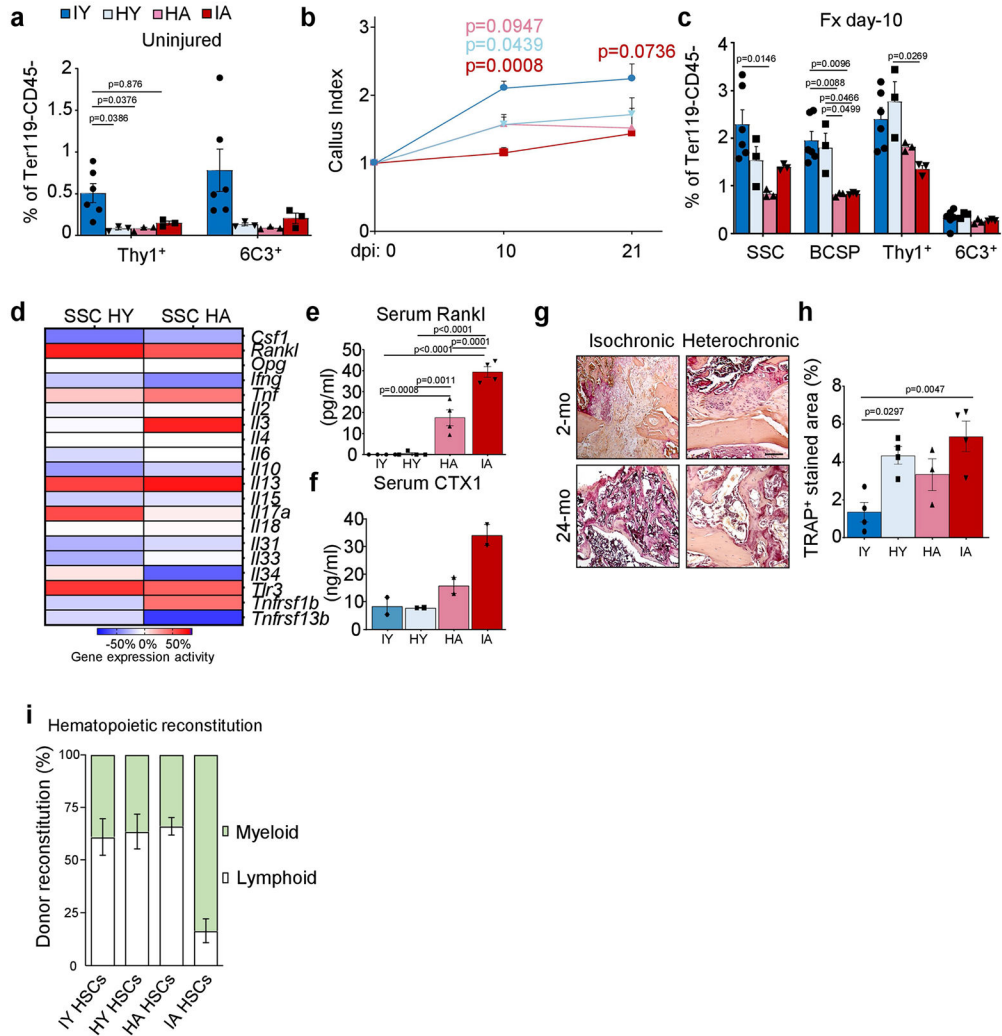 a
IY HY HA IA
Uninjured
% of Ter119-CD45-
2
1.5
1
0.5
0
p=0.876
p=0.0376
p=0.0386
Thy1+
6C3+
b
Callus Index
3
2
1
0
p=0.0947
p=0.0439
p=0.0008
p=0.0736
dpi: 0
10
21
c
Fx day-10
% of Ter119-CD45-
4
3
2
1
0
p=0.0146
p=0.0096
p=0.0088
p=0.0466
p=0.0499
p=0.0269
SSC
BCSP
Thy1+
6C3+
d
SSC HY SSC HA
Csf1
Rankl
Opg
Ifng
Tnf
Il2
Il3
Il4
Il6
Il10
Il13
Il15
Il17a
Il18
Il31
Il33
Il34
Tlr3
Tnfrsf1b
Tnfrsf13b
-50% 0% 50%
Gene expression activity
e
Serum Rankl
(pg/ml)
50
40
30
20
10
0
p<0.0001
p=0.0001
p<0.0001
p=0.0011
p=0.0008
IY HY HA IA
f
Serum CTX1
(ng/ml)
40
30
20
10
0
IY HY HA IA
g
Isochronic Heterochronic
2-mo
24-mo
h
TRAP+ stained area (%)
8
6
4
2
0
p=0.0047
p=0.0297
IY HY HA IA
i
Hematopoietic reconstitution
Donor reconstitution (%)
100
75
50
25
0
Myeloid
Lymphoid
IY HSCs
HY HSCs
HA HSCs
IA HSCs